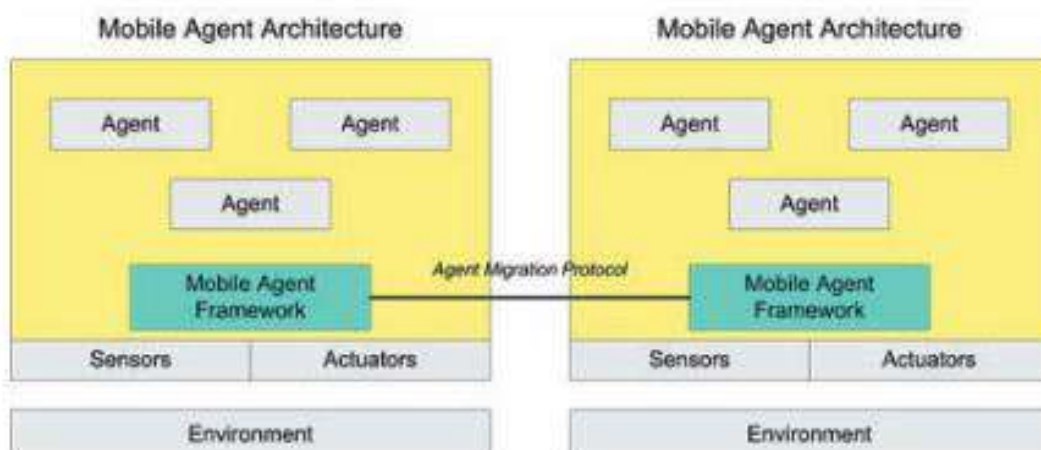 Mobile Agent Architecture
Agent Agent
Agent
Mobile Agent
Framework
Sensors Actuators
Environment
Agent Migration Protocol
Mobile Agent Architecture
Agent Agent
Agent
Mobile Agent
Framework
Sensors Actuators
Environment